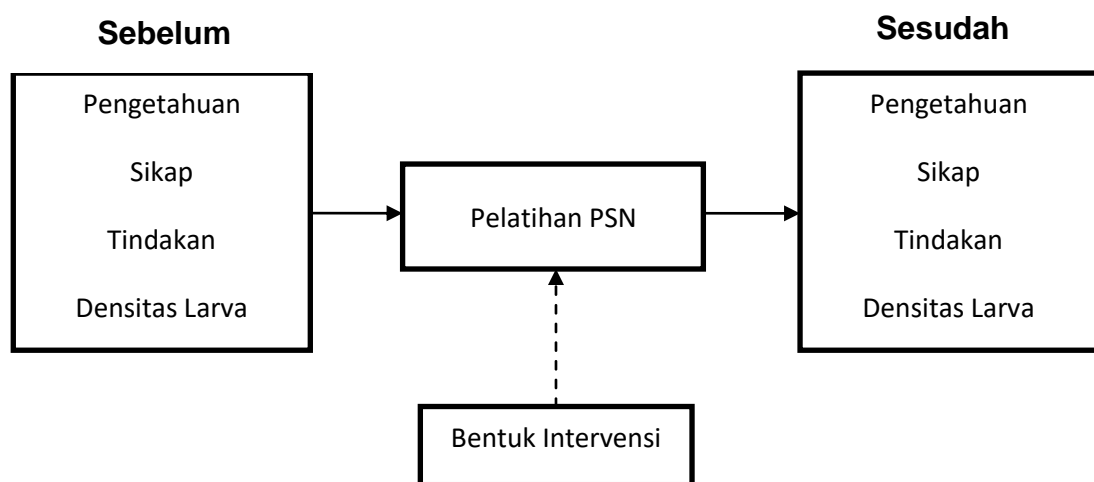 Sebelum
Sesudah
Pengetahuan
Sikap
Tindakan
Densitas Larva
Pelatihan PSN
Pengetahuan
Sikap
Tindakan
Densitas Larva
Bentuk Intervensi